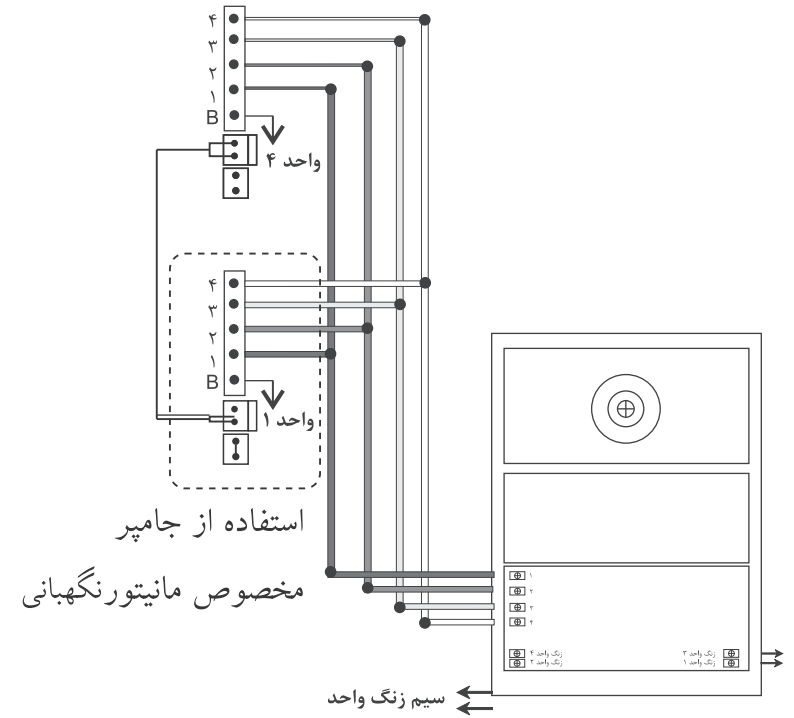 ۴
۳
۲
۱
B
واحد ۴
۴
۳
۲
۱
B
واحد ۱
استفاده از جامپر
مخصوص مانیتورنگهبانی
۱
۲
۳
۴
زنگ واحد ۴
زنگ واحد ۲
زنگ واحد ۳
زنگ واحد ۱
سیم زنگ واحد